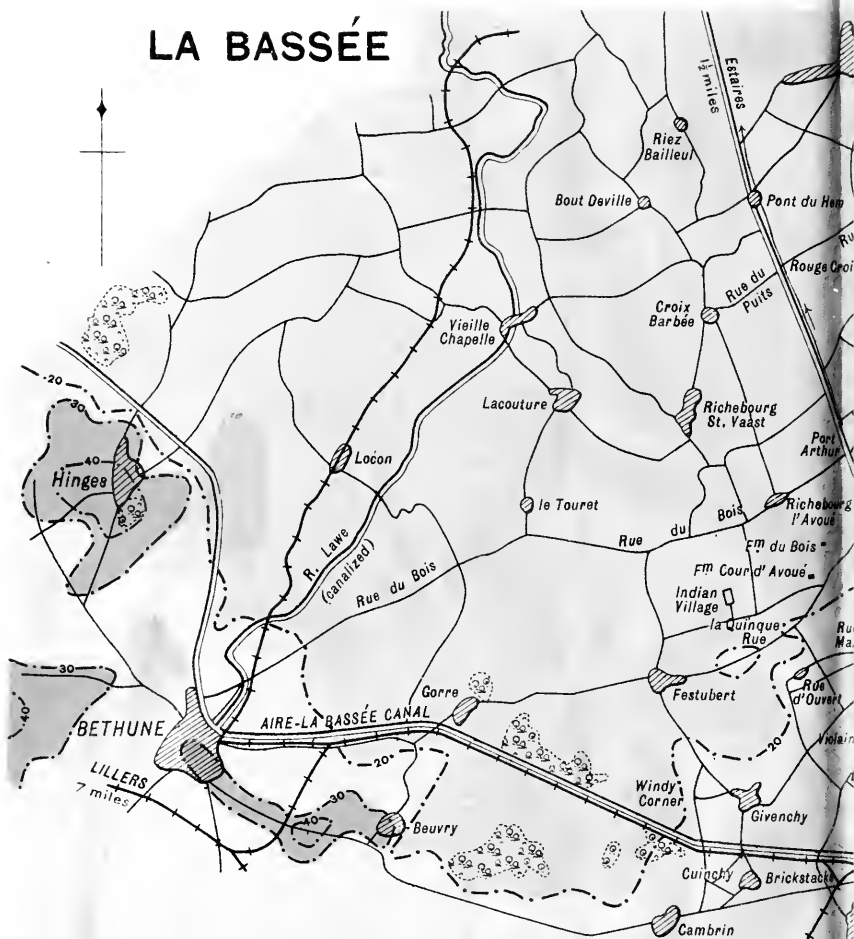 LA BASSÉE
Estaires
1½ miles
Riez
Bailleul
Bout Deville
Pont du Hem
Rouge Croi
Rue du
Puits
Croix
Barbée
Vieille
Chapelle
Lacouture
Richebourg
St. Vaast
Port
Arthur
20
30
40
Hinges
Locon
le Touret
Richebourg
l'Avoué
Rue du Bois
Fm du Bois
Fm Cour d'Avoué
Indian
Village
la Quinque
Rue
R. Lawe
(canalized)
Rue du Bois
Rue
d'Ouvert
Festubert
Gorre
30
40
BETHUNE
AIRE-LA BASSÉE CANAL
20
20
Violain
LILLERS
7 miles
30
40
Beuvry
Windy
Corner
Givenchy
Cuinchy
Brickstacks
Cambrin